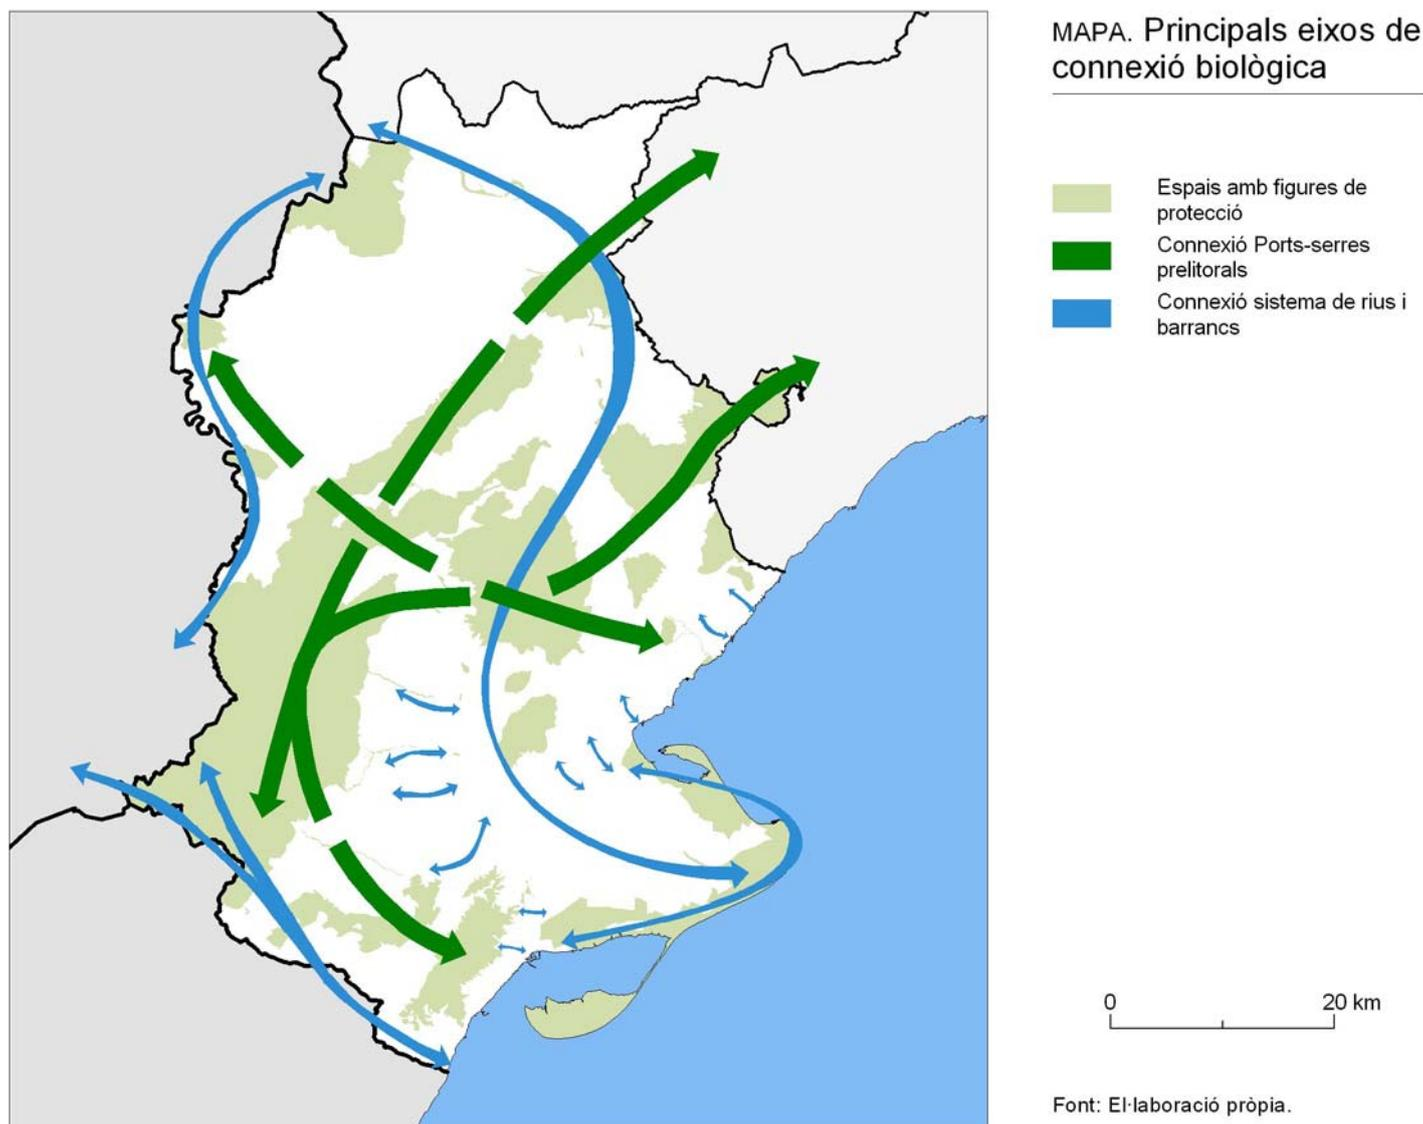 MAPA. Principals eixos de
connexió biològica
Espais amb figures de
protecció
Connexió Ports-serres
prelitorals
Connexió sistema de rius i
barrancs
0 20 km
Font: El·laboració pròpia.